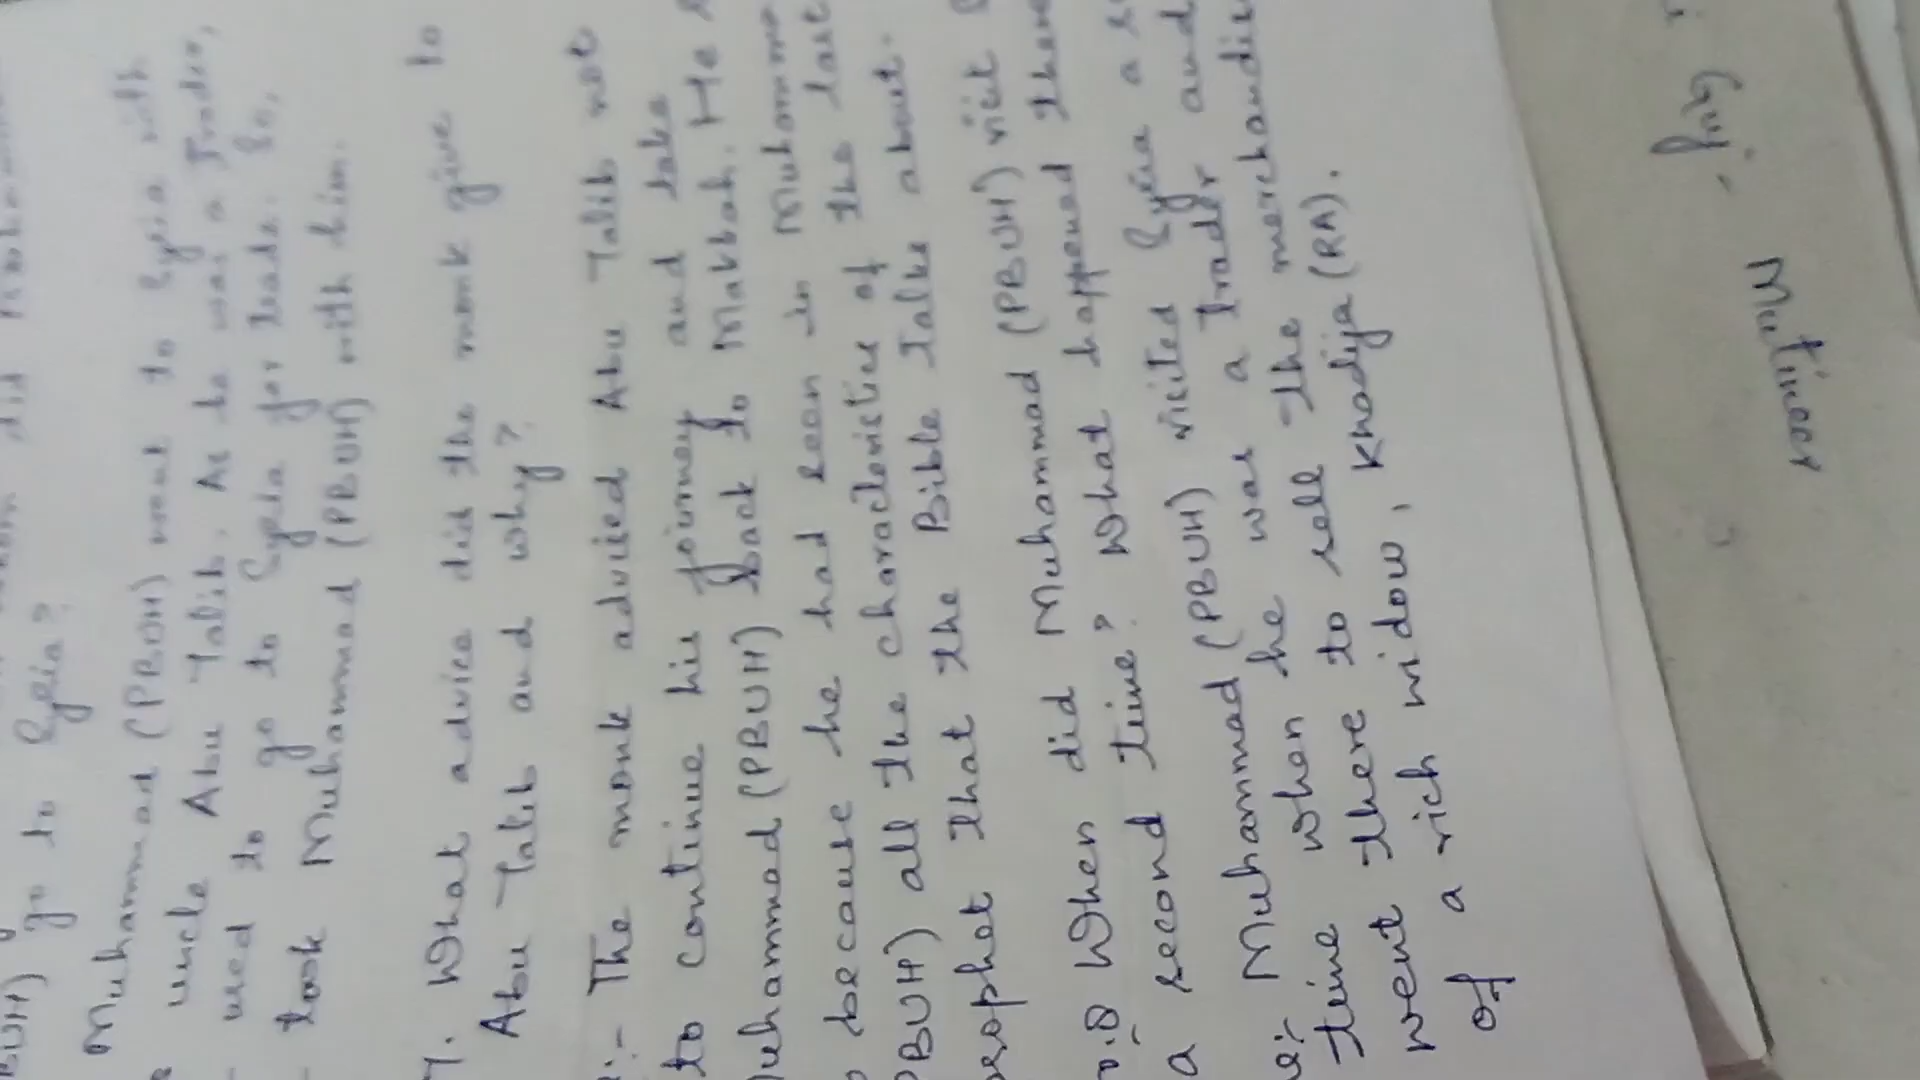 BUH) go to Syria?
Muhammad (PBUH) went to Syria with
uncle Abu Talib. As he was a Trader,
used to go to Syria for trade. So,
took Muhammad (PBUH) with him.
7. What advice did the monk give to
Abu Talib and why?
:- The monk advised Abu Talib not
to continue his journey and take
Muhammad (PBUH) back to Makkah. He
because he had seen in Muhamma
PBUH) all the characteristics of the last
prophet that the Bible talks about.
8 When did Muhammad (PBUH) visit
a second time? What happened there
Muhammad (PBUH) visited Syria a
time when he was a Trader and
went there to sell the merchandise
of a rich widow, Khadija (RA).
Mutineer